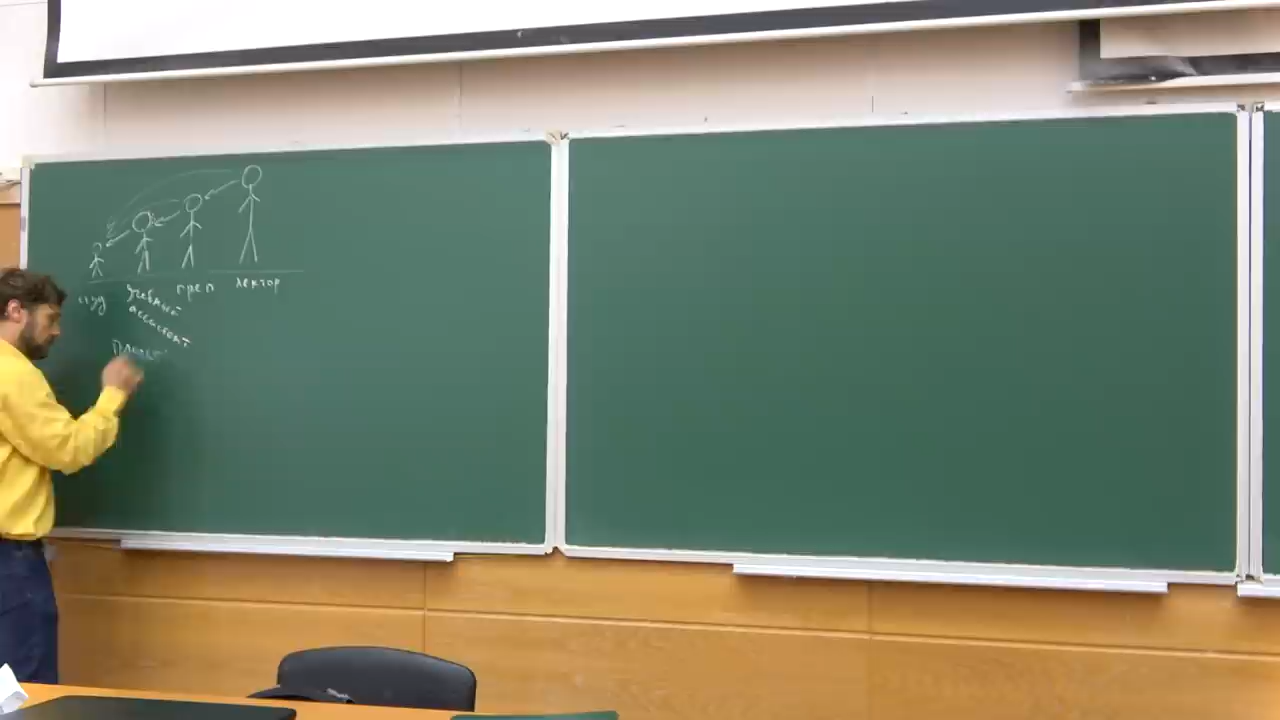 студ учебный преп лектор
ассистент